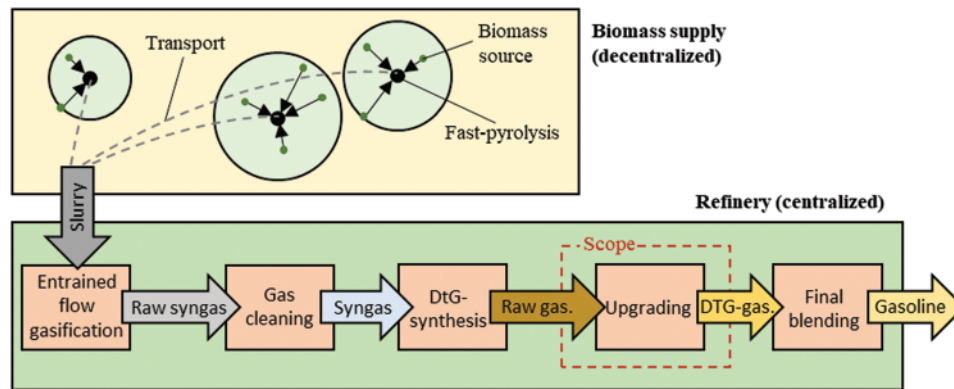 Transport
Biomass
source
Fast-pyrolysis
Biomass supply
(decentralized)
Slurry
Refinery (centralized)
Scope
Entrained
flow
gasification
Raw syngas
Gas
cleaning
Syngas
DtG-
synthesis
Raw gas.
Upgrading
DTG-gas.
Final
blending
Gasoline